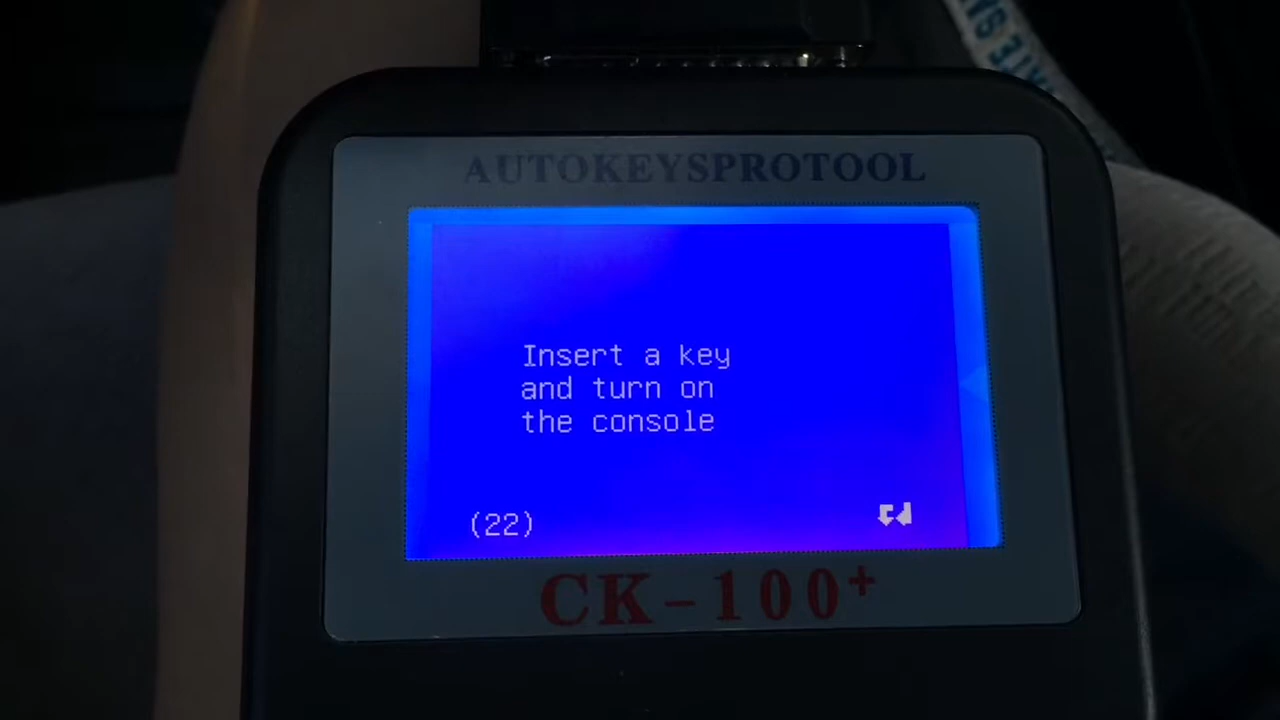 AUTOKEYSPROTOOL
Insert a key
and turn on
the console
(22)
CK-100+